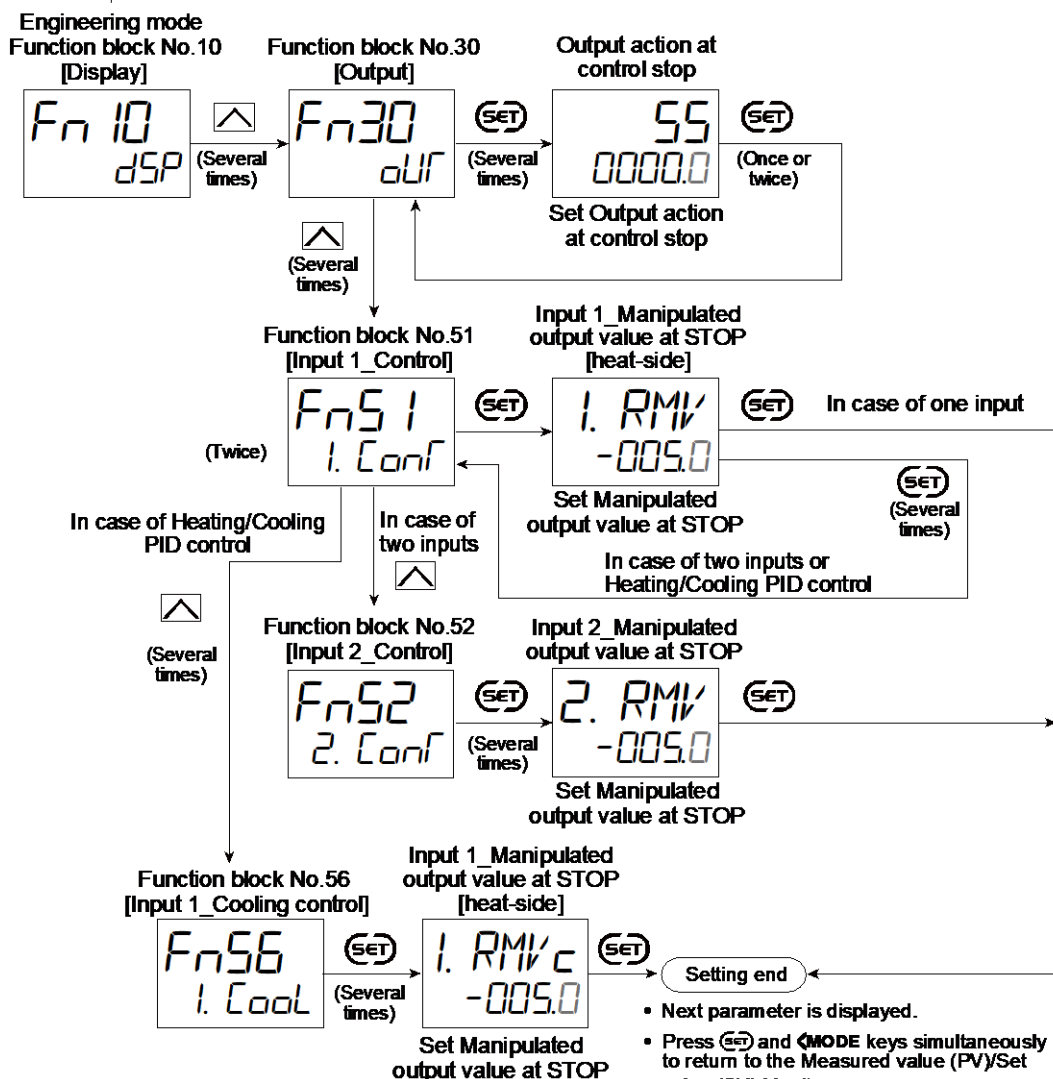 Engineering mode
Function block No.10
[Display]
Fn 10
dSP
(Several
times)
Function block No.30
[Output]
Fn30
oUT
SET
(Several
times)
Output action at
control stop
SS
0000.0
Set Output action
at control stop
SET
(Once or
twice)
(Several
times)
Function block No.51
[Input 1_Control]
Fn51
1. ConT
(Twice)
SET
Input 1_Manipulated
output value at STOP
[heat-side]
1. RMV
-005.0
Set Manipulated
output value at STOP
SET
In case of one input
SET
(Several
times)
In case of two inputs or
Heating/Cooling PID control
In case of Heating/Cooling
PID control
(Several
times)
In case of
two inputs
Function block No.52
[Input 2_Control]
Fn52
2. ConT
SET
(Several
times)
Input 2_Manipulated
output value at STOP
2. RMV
-005.0
Set Manipulated
output value at STOP
SET
Function block No.56
[Input 1_Cooling control]
Fn56
1. CooL
SET
(Several
times)
Input 1_Manipulated
output value at STOP
[heat-side]
1. RMVc
-005.0
Set Manipulated
output value at STOP
SET
Setting end
• Next parameter is displayed.
• Press SET and <MODE keys simultaneously
to return to the Measured value (PV)/Set